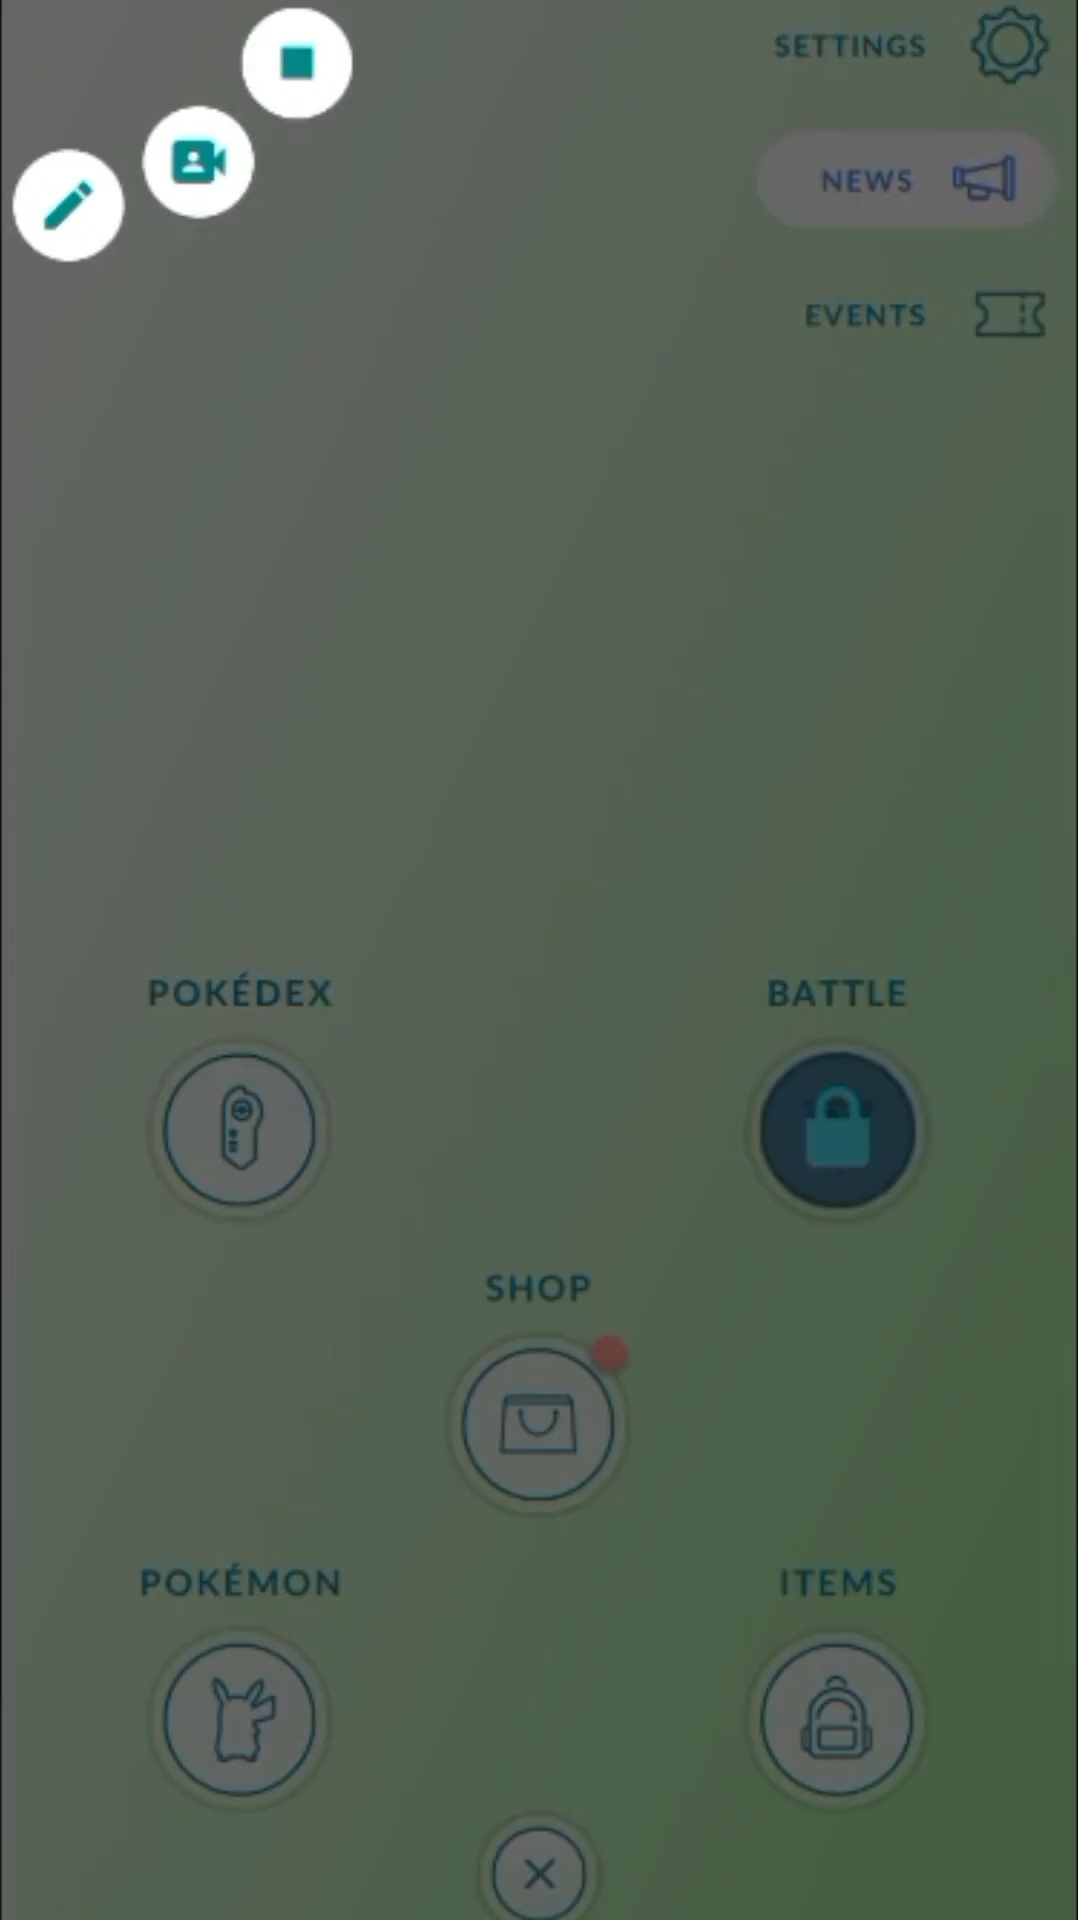 SETTINGS
NEWS
EVENTS
POKÉDEX
BATTLE
SHOP
POKÉMON
ITEMS